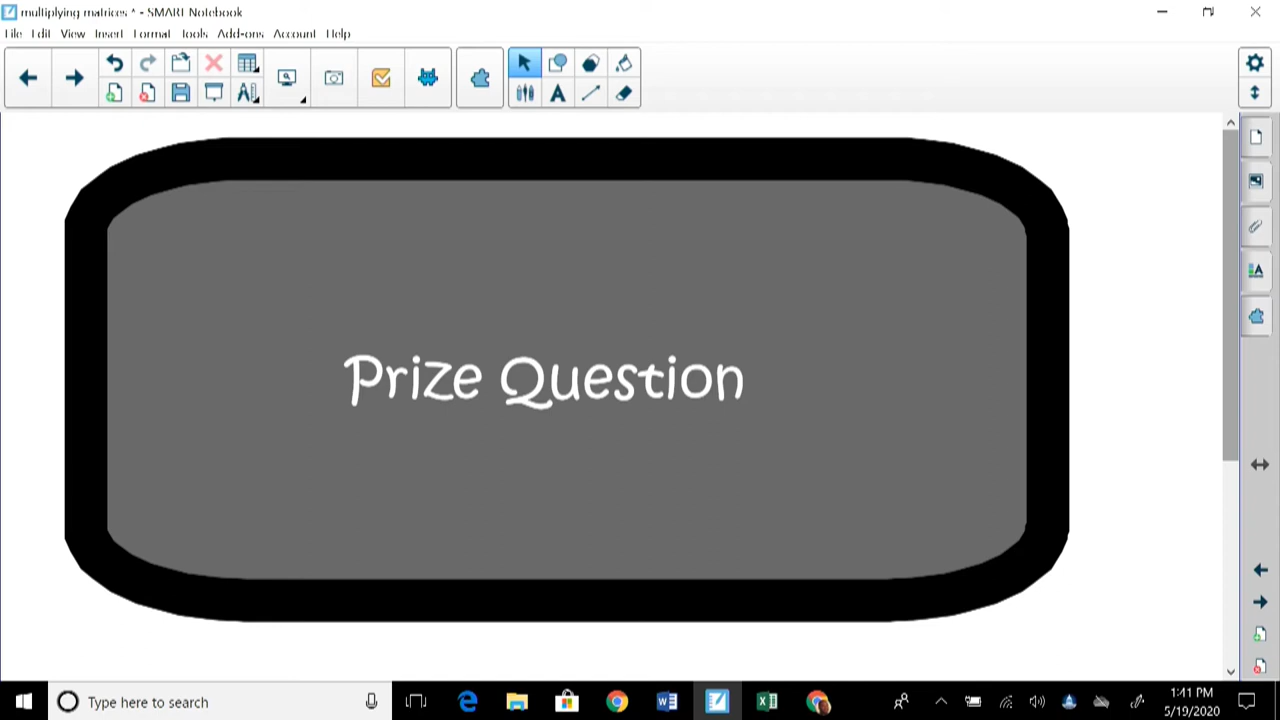 multiplying matrices * - SMART Notebook
File Edit View Insert Format Tools Add-ons Account Help
Prize Question
Type here to search
1:41 PM
5/19/2020